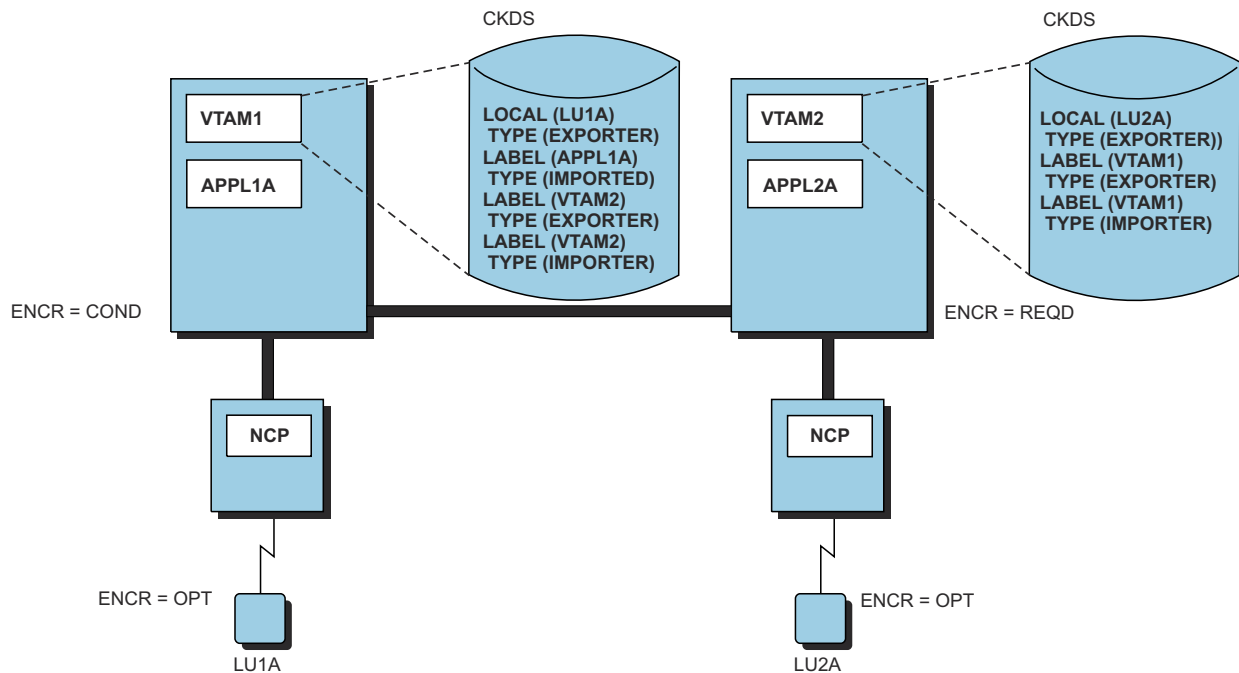 CKDS
VTAM1
APPL1A
LOCAL (LU1A)
TYPE (EXPORTER)
LABEL (APPL1A)
TYPE (IMPORTED)
LABEL (VTAM2)
TYPE (EXPORTER)
LABEL (VTAM2)
TYPE (IMPORTER)
ENCR = COND
NCP
ENCR = OPT
LU1A
CKDS
VTAM2
APPL2A
LOCAL (LU2A)
TYPE (EXPORTER))
LABEL (VTAM1)
TYPE (EXPORTER)
LABEL (VTAM1)
TYPE (IMPORTER)
ENCR = REQD
NCP
ENCR = OPT
LU2A